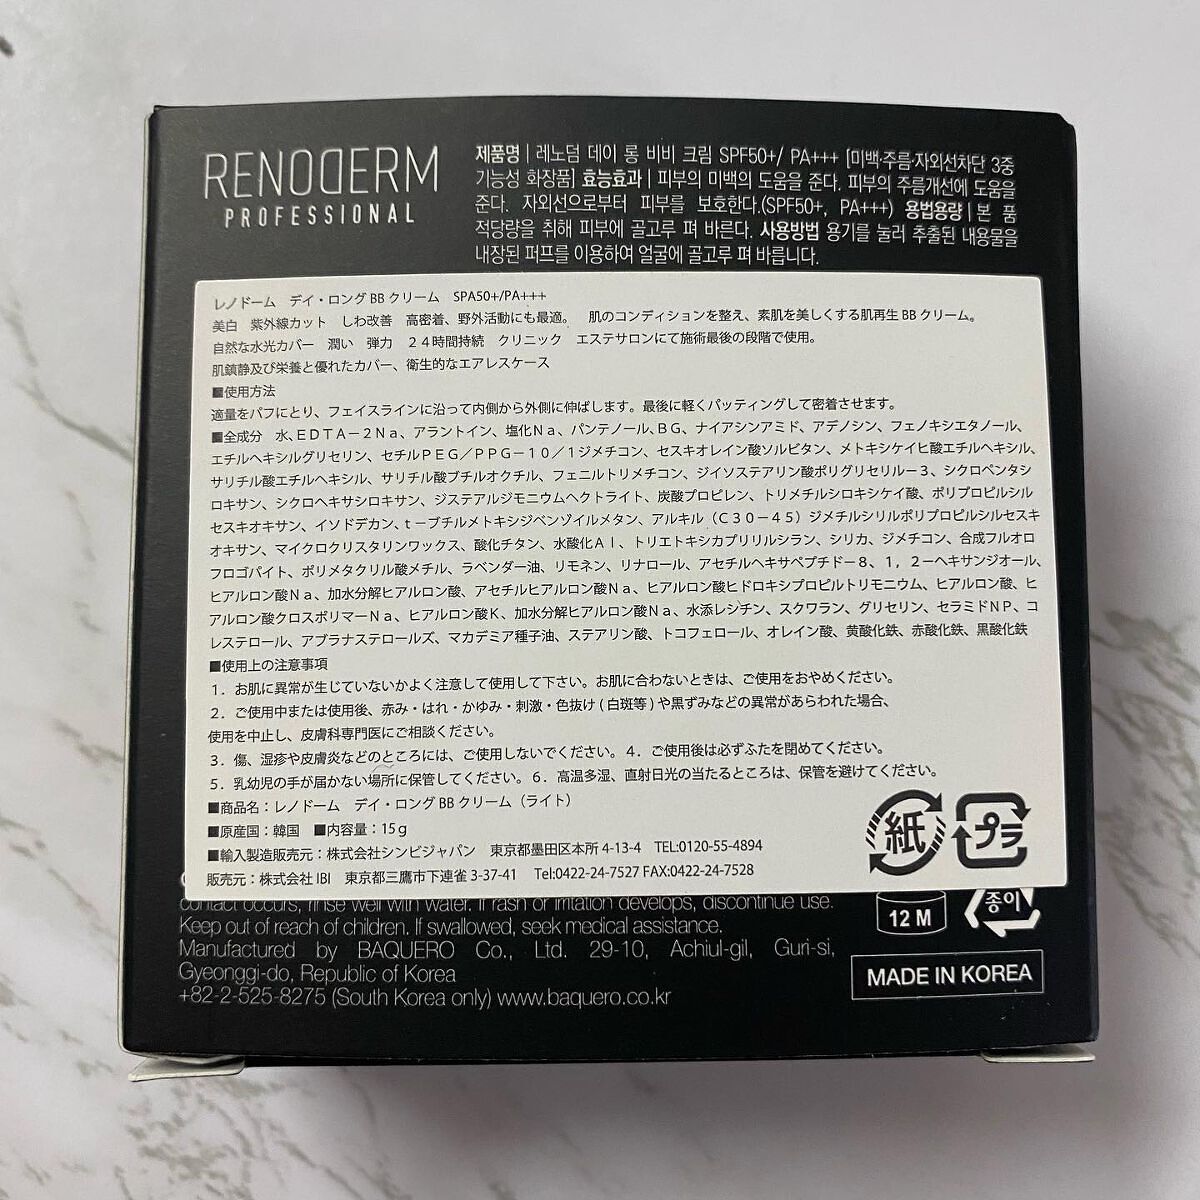 RENODERM
PROFESSIONAL
제품명 | 레노덤 데이 롱 비비 크림 SPF50+/ PA+++ [미백·주름·자외선차단 3중
기능성 화장품] 효능효과 | 피부의 미백의 도움을 준다. 피부의 주름개선에 도움을
준다. 자외선으로부터 피부를 보호한다.(SPF50+, PA+++) 용법용량 | 본 품
적당량을 취해 피부에 골고루 펴 바른다. 사용방법 용기를 눌러 추출된 내용물을
내장된 퍼프를 이용하여 얼굴에 골고루 펴 바릅니다.
レノドーム　デイ・ロング BB クリーム　SPA50+/PA+++
美白　紫外線カット　しわ改善　高密着、野外活動にも最適。　肌のコンディションを整え、素肌を美しくする肌再生 BB クリーム。
自然な水光カバー　潤い　弾力　２４時間持続　クリニック　エステサロンにて施術最後の段階で使用。
肌鎮静及び栄養と優れたカバー、衛生的なエアレスケース
■使用方法
適量をパフにとり、フェイスラインに沿って内側から外側に伸ばします。最後に軽くパッティングして密着させます。
■全成分　水、ＥＤＴＡ－２Ｎａ、アラントイン、塩化Ｎａ、パンテノール、ＢＧ、ナイアシンアミド、アデノシン、フェノキシエタノール、
エチルヘキシルグリセリン、セチルＰＥＧ／ＰＰＧ－１０／１ジメチコン、セスキオレイン酸ソルビタン、メトキシケイヒ酸エチルヘキシル、
サリチル酸エチルヘキシル、サリチル酸ブチルオクチル、フェニルトリメチコン、ジイソステアリン酸ポリグリセリル－３、シクロペンタシ
ロキサン、シクロヘキサシロキサン、ジステアルジモニウムヘクトライト、炭酸プロピレン、トリメチルシロキシケイ酸、ポリプロピルシル
セスキオキサン、イソドデカン、ｔ－ブチルメトキシジベンゾイルメタン、アルキル（Ｃ３０－４５）ジメチルシリルポリプロピルシルセスキ
オキサン、マイクロクリスタリンワックス、酸化チタン、水酸化Ａｌ、トリエトキシカプリリルシラン、シリカ、ジメチコン、合成フルオロ
フロゴパイト、ポリメタクリル酸メチル、ラベンダー油、リモネン、リナロール、アセチルヘキサペプチド－８、１，２－ヘキサンジオール、
ヒアルロン酸Ｎａ、加水分解ヒアルロン酸、アセチルヒアルロン酸Ｎａ、ヒアルロン酸ヒドロキシプロピルトリモニウム、ヒアルロン酸、ヒ
アルロン酸クロスポリマーＮａ、ヒアルロン酸Ｋ、加水分解ヒアルロン酸Ｎａ、水添レシチン、スクワラン、グリセリン、セラミドＮＰ、コ
レステロール、アブラナステロールズ、マカデミア種子油、ステアリン酸、トコフェロール、オレイン酸、黄酸化鉄、赤酸化鉄、黒酸化鉄
■使用上の注意事項
１．お肌に異常が生じていないかよく注意して使用して下さい。お肌に合わないときは、ご使用をおやめください。
２．ご使用中または使用後、赤み・はれ・かゆみ・刺激・色抜け(白斑等)や黒ずみなどの異常があらわれた場合、
使用を中止し、皮膚科専門医にご相談ください。
３．傷、湿疹や皮膚炎などのところには、ご使用しないでください。４．ご使用後は必ずふたを閉めてください。
５．乳幼児の手が届かない場所に保管してください。６．高温多湿、直射日光の当たるところは、保管を避けてください。
■商品名：レノドーム　デイ・ロング BB クリーム（ライト）
■原産国：韓国　■内容量：15ｇ
■輸入製造販売元：株式会社シンビジャパン　東京都墨田区本所 4-13-4　TEL:0120-55-4894
販売元：株式会社 IBI　東京都三鷹市下連雀 3-37-41　Tel:0422-24-7527 FAX:0422-24-7528
紙
プラ
contact occurs, rinse well with water. If rash or irritation develops, discontinue use.
Keep out of reach of children. If swallowed, seek medical assistance.
Manufactured by BAQUERO Co., Ltd. 29-10, Achiul-gil, Guri-si,
Gyeonggi-do, Republic of Korea
+82-2-525-8275 (South Korea only) www.baquero.co.kr
12 M
종이
MADE IN KOREA